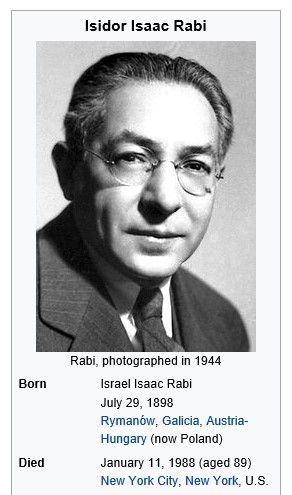 Isidor Isaac Rabi
Rabi, photographed in 1944
Born Israel Isaac Rabi
July 29, 1898
Rymanów, Galicia, Austria-
Hungary (now Poland)
Died January 11, 1988 (aged 89)
New York City, New York, U.S.